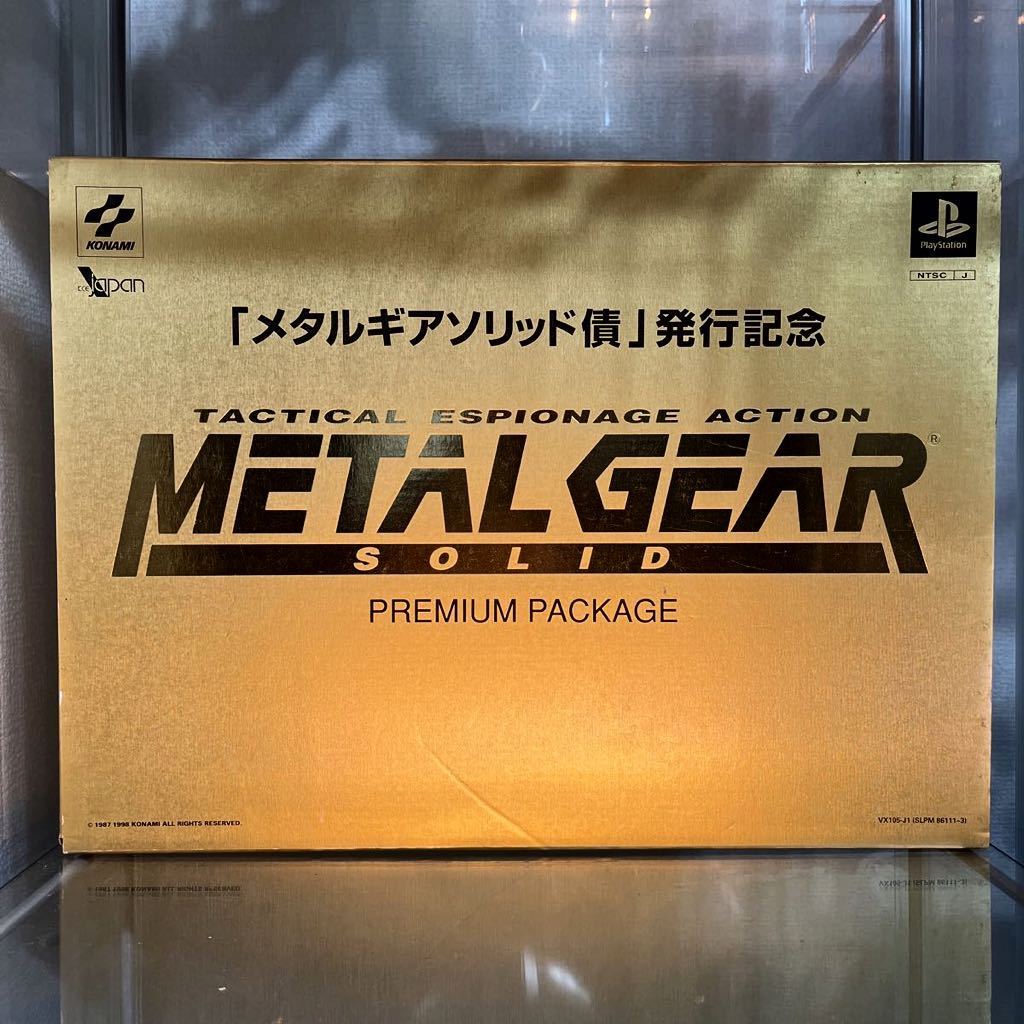 KONAMI
KCE Japan
PlayStation
NTSC J
「メタルギアソリッド債」発行記念
TACTICAL ESPIONAGE ACTION
METAL GEAR®
SOLID
PREMIUM PACKAGE
© 1987 1998 KONAMI ALL RIGHTS RESERVED.
VX105-J1 (SLPM 86111~3)